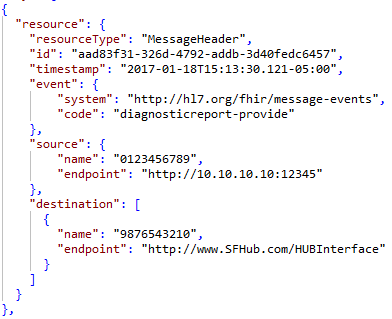 {
  "resource": {
    "resourceType": "MessageHeader",
    "id": "aad83f31-326d-4792-addb-3d40fedc6457",
    "timestamp": "2017-01-18T15:13:30.121-05:00",
    "event": {
        "system": "http://hl7.org/fhir/message-events",
        "code": "diagnosticreport-provide"
    },
    "source": {
        "name": "0123456789",
        "endpoint": "http://10.10.10.10:12345"
    },
    "destination": [
      {
        "name": "9876543210",
        "endpoint": "http://www.SFHub.com/HUBInterface"
      }
    ]
  }
},